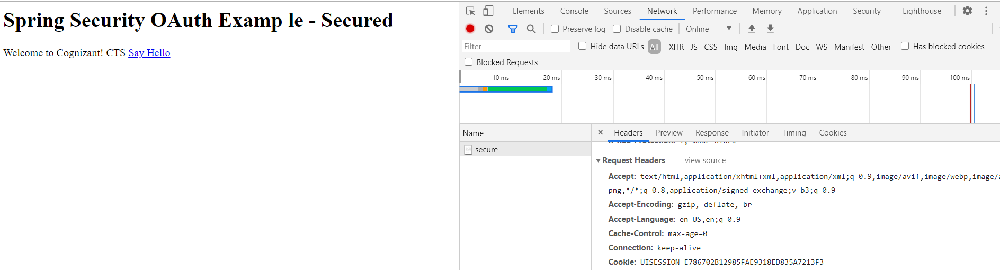 Spring Security OAuth Examp le - Secured
Welcome to Cognizant! CTS Say Hello
Elements Console Sources Network Performance Memory Application Security Lighthouse
Preserve log Disable cache Online
Filter Hide data URLs All XHR JS CSS Img Media Font Doc WS Manifest Other Has blocked cookies
Blocked Requests
10 ms 20 ms 30 ms 40 ms 50 ms 60 ms 70 ms 80 ms 90 ms 100 ms
Name
secure
× Headers Preview Response Initiator Timing Cookies
X-XSS-Protection: 1; mode=block
Request Headers view source
Accept: text/html,application/xhtml+xml,application/xml;q=0.9,image/avif,image/webp,image/a
png,*/*;q=0.8,application/signed-exchange;v=b3;q=0.9
Accept-Encoding: gzip, deflate, br
Accept-Language: en-US,en;q=0.9
Cache-Control: max-age=0
Connection: keep-alive
Cookie: UISESSION=E786702B12985FAE9318ED835A7213F3